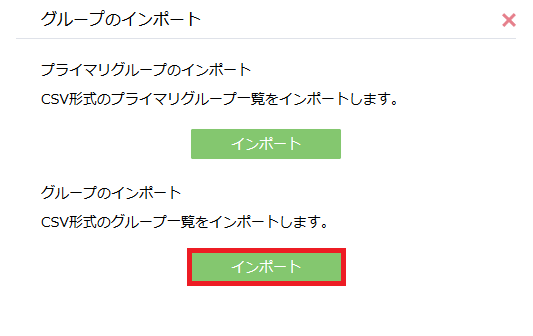 グループのインポート
プライマリグループのインポート
CSV形式のプライマリグループ一覧をインポートします。
インポート
グループのインポート
CSV形式のグループ一覧をインポートします。
インポート